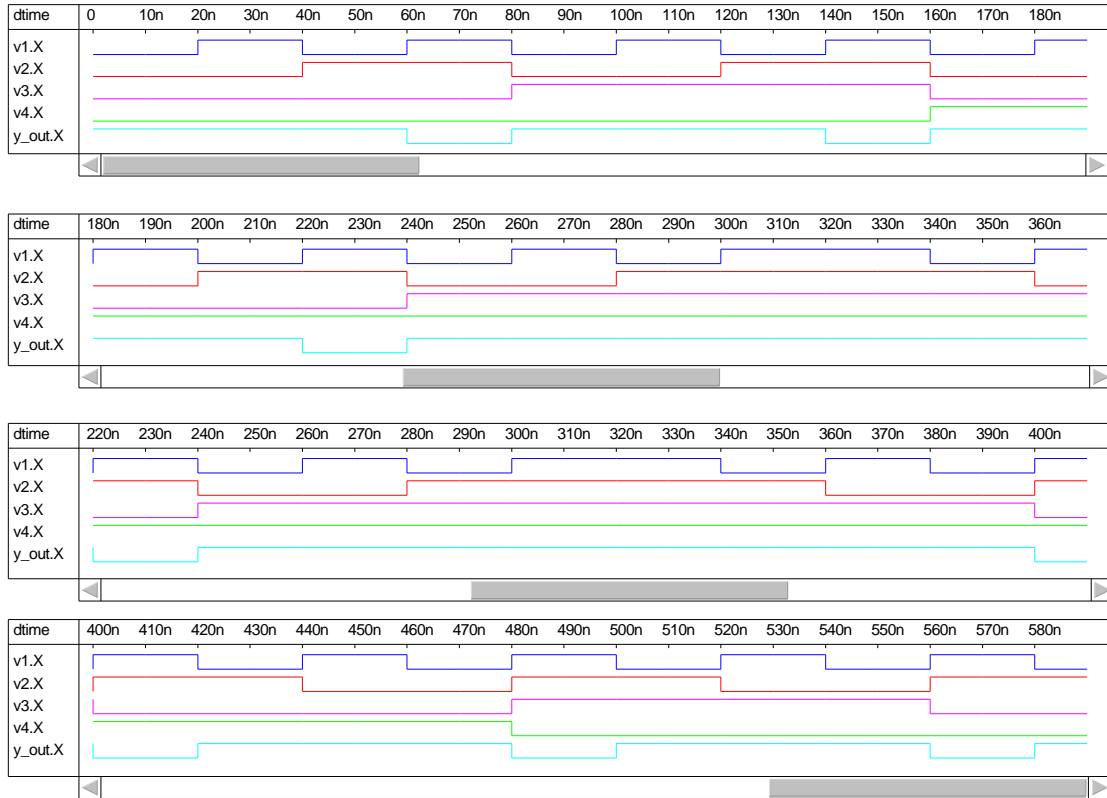 dtime 0 10n 20n 30n 40n 50n 60n 70n 80n 90n 100n 110n 120n 130n 140n 150n 160n 170n 180n
v1.X
v2.X
v3.X
v4.X
y_out.X
dtime 180n 190n 200n 210n 220n 230n 240n 250n 260n 270n 280n 290n 300n 310n 320n 330n 340n 350n 360n
v1.X
v2.X
v3.X
v4.X
y_out.X
dtime 220n 230n 240n 250n 260n 270n 280n 290n 300n 310n 320n 330n 340n 350n 360n 370n 380n 390n 400n
v1.X
v2.X
v3.X
v4.X
y_out.X
dtime 400n 410n 420n 430n 440n 450n 460n 470n 480n 490n 500n 510n 520n 530n 540n 550n 560n 570n 580n
v1.X
v2.X
v3.X
v4.X
y_out.X